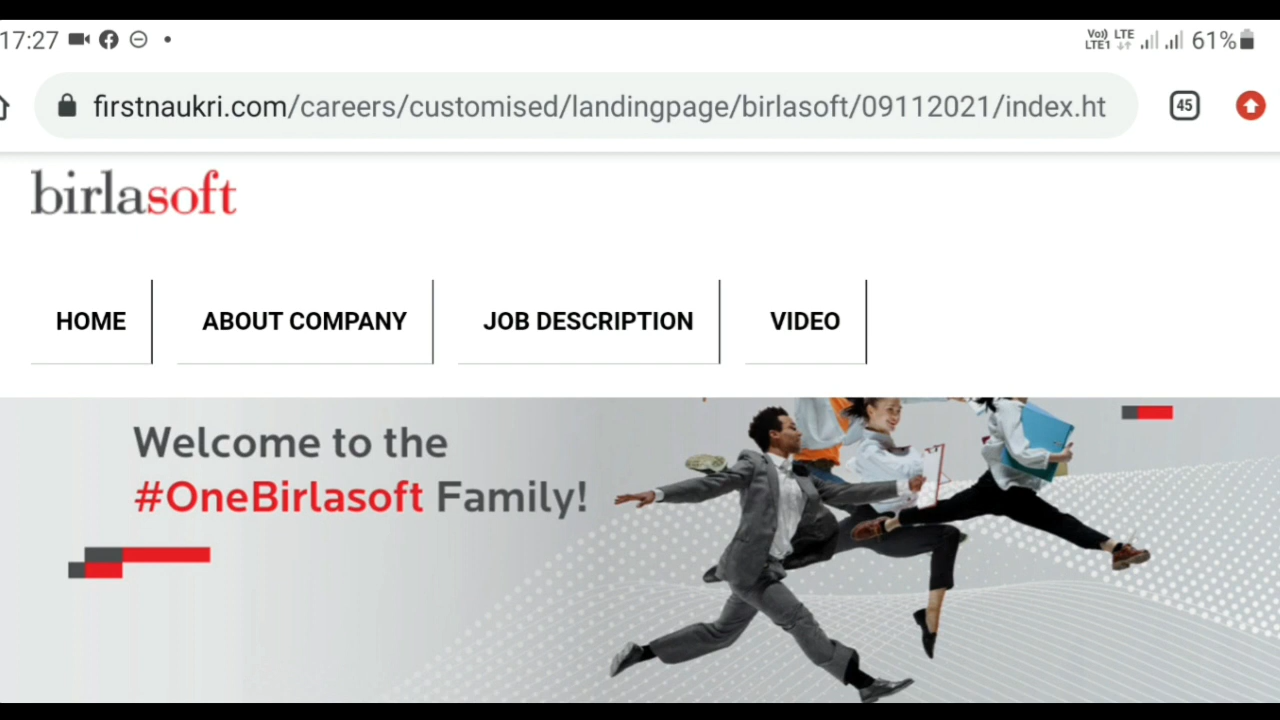 17:27
Vo)) LTE
LTE1
61%
firstnaukri.com/careers/customised/landingpage/birlasoft/09112021/index.ht
45
birlasoft
HOME
ABOUT COMPANY
JOB DESCRIPTION
VIDEO
Welcome to the
#OneBirlasoft Family!